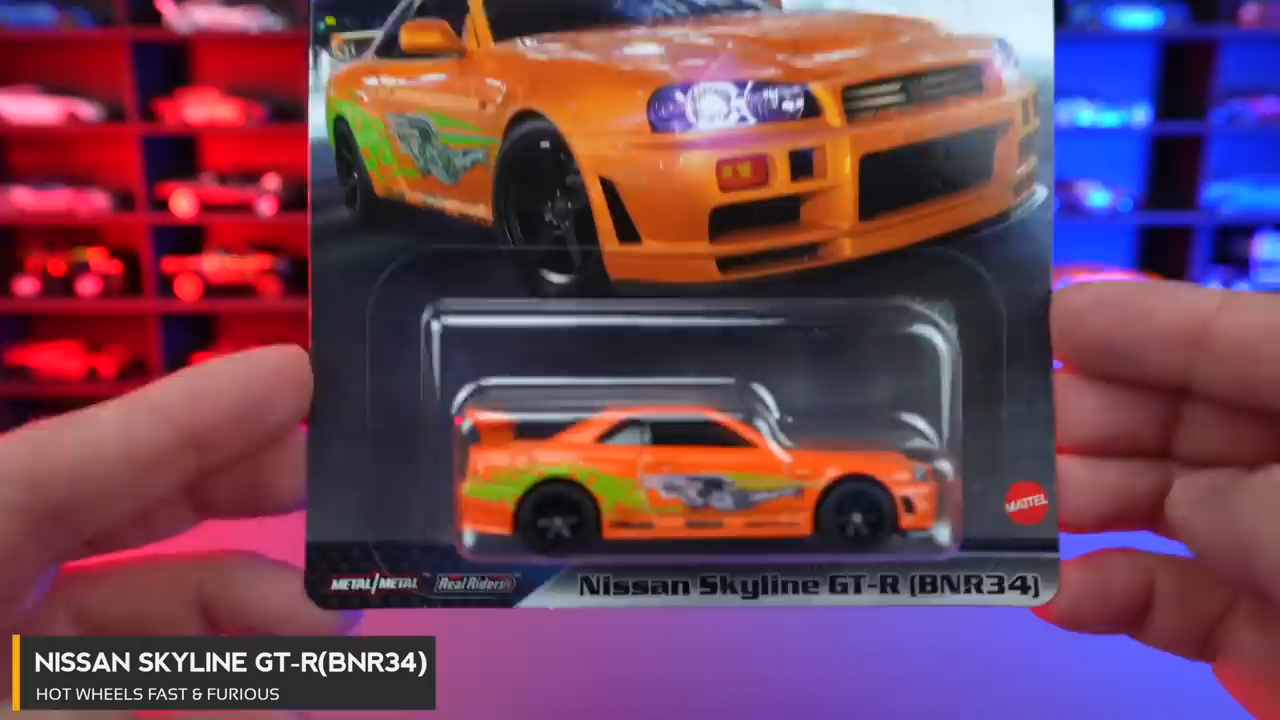 MATTEL
METAL/METAL Real Riders Nissan Skyline GT-R (BNR34)
NISSAN SKYLINE GT-R(BNR34)
HOT WHEELS FAST & FURIOUS